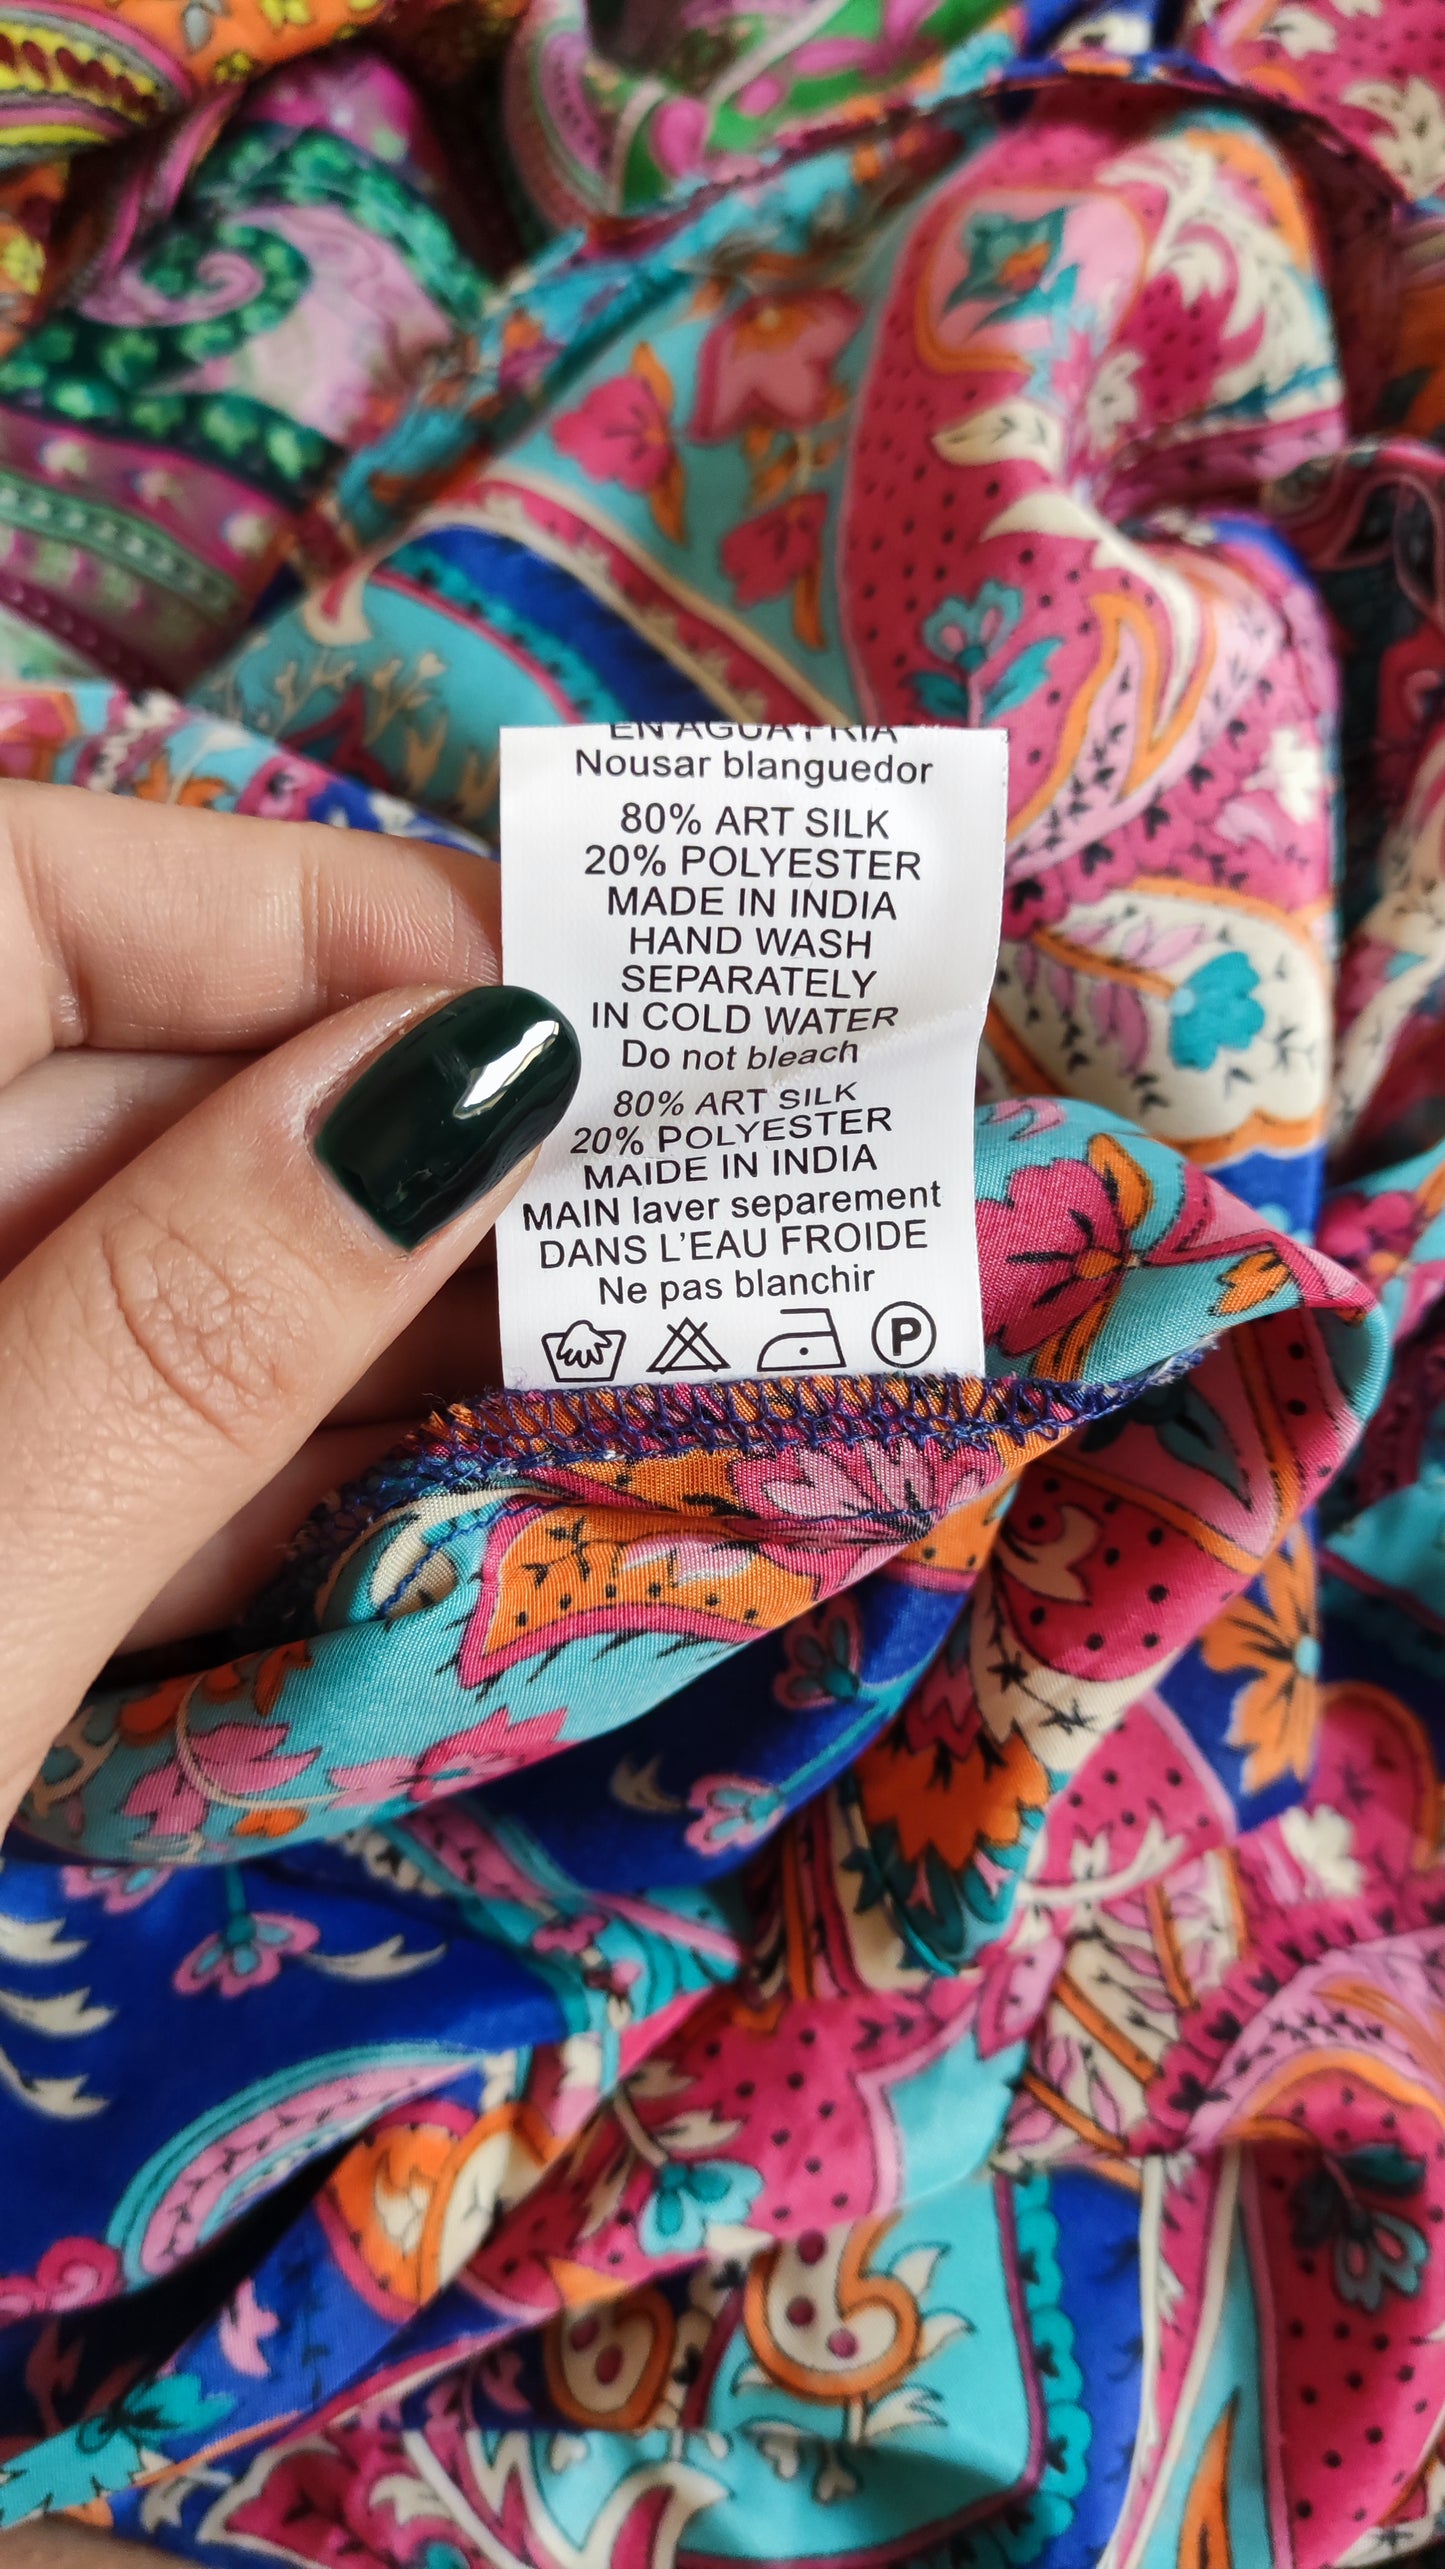 EN AGUA FRIA
Nousar blanguedor
80% ART SILK
20% POLYESTER
MADE IN INDIA
HAND WASH
SEPARATELY
IN COLD WATER
Do not bleach
80% ART SILK
20% POLYESTER
MAIDE IN INDIA
MAIN laver separement
DANS L'EAU FROIDE
Ne pas blanchir
P